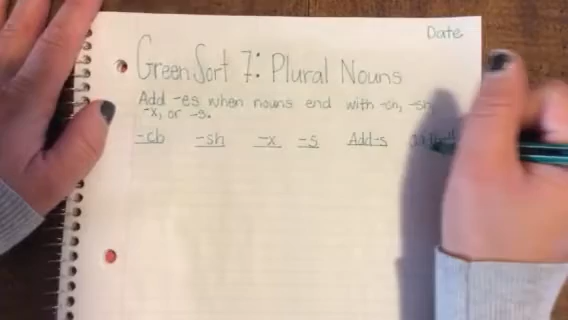 Date
Green Sort 7: Plural Nouns
Add -es when nouns end with -ch, -sh,
-x, or -s.
-ch -sh -x -s Add-s